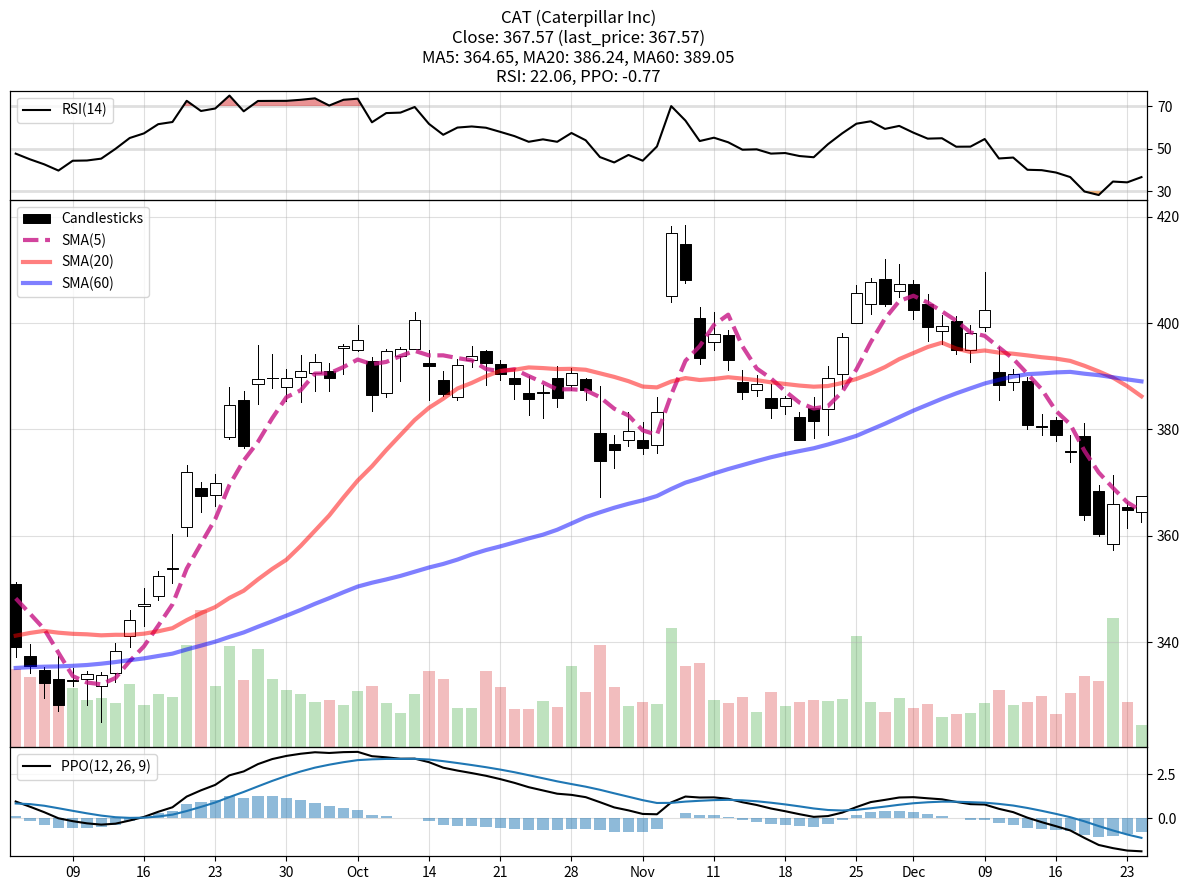 CAT (Caterpillar Inc)
Close: 367.57 (last_price: 367.57)
MA5: 364.65, MA20: 386.24, MA60: 389.05
RSI: 22.06, PPO: -0.77
RSI(14)
70
50
30
Candlesticks
SMA(5)
SMA(20)
SMA(60)
420
400
380
360
340
PPO(12, 26, 9)
2.5
0.0
09 16 23 30 Oct 14 21 28 Nov 11 18 25 Dec 09 16 23